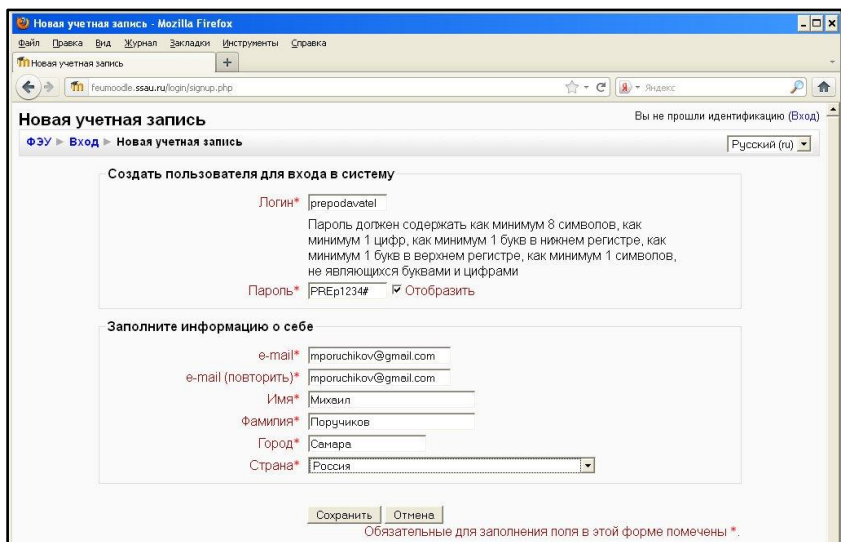 Новая учетная запись - Mozilla Firefox
Файл Правка Вид Журнал Закладки Инструменты Справка
Новая учетная запись +
feumoodle.ssau.ru/login/signup.php Яндекс
Новая учетная запись Вы не прошли идентификацию (Вход)
ФЭУ ► Вход ► Новая учетная запись Русский (ru)
Создать пользователя для входа в систему
Логин* prepodavatel
Пароль должен содержать как минимум 8 символов, как
минимум 1 цифр, как минимум 1 букв в нижнем регистре, как
минимум 1 букв в верхнем регистре, как минимум 1 символов,
не являющихся буквами и цифрами
Пароль* PREp1234# Отобразить
Заполните информацию о себе
e-mail* mporuchikov@gmail.com
e-mail (повторить)* mporuchikov@gmail.com
Имя* Михаил
Фамилия* Поручиков
Город* Самара
Страна* Россия
Сохранить Отмена
Обязательные для заполнения поля в этой форме помечены *.